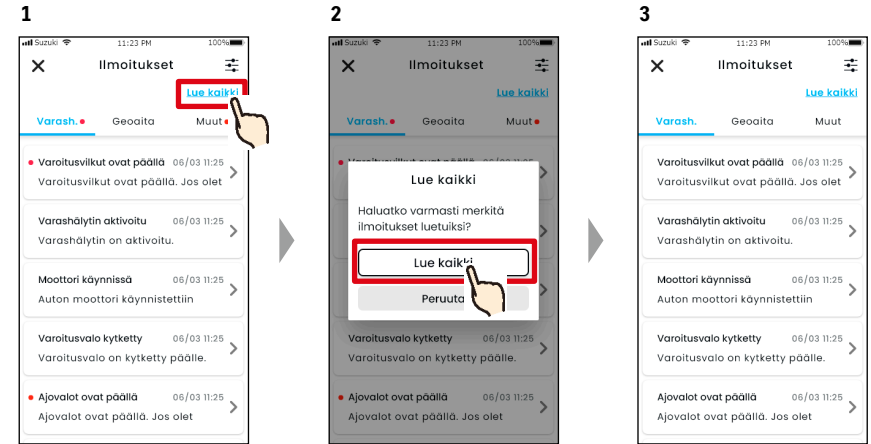 1
Suzuki 11:23 PM 100%
Ilmoitukset
Lue kaikki
Varash. Geoaita Muut
Varoitusvilkut ovat päällä 06/03 11:25
Varoitusvilkut ovat päällä. Jos olet
Varashälytin aktivoitu 06/03 11:25
Varashälytin on aktivoitu.
Moottori käynnissä 06/03 11:25
Auton moottori käynnistettiin
Varoitusvalo kytketty 06/03 11:25
Varoitusvalo on kytketty päälle.
Ajovalot ovat päällä 06/03 11:25
Ajovalot ovat päällä. Jos olet
2
Suzuki 11:23 PM 100%
Ilmoitukset
Lue kaikki
Varash. Geoaita Muut
Lue kaikki
Haluatko varmasti merkitä
ilmoitukset luetuiksi?
Lue kaikki
Peruuta
Varoitusvalo kytketty 06/03 11:25
Varoitusvalo on kytketty päälle.
Ajovalot ovat päällä 06/03 11:25
Ajovalot ovat päällä. Jos olet
3
Suzuki 11:23 PM 100%
Ilmoitukset
Lue kaikki
Varash. Geoaita Muut
Varoitusvilkut ovat päällä 06/03 11:25
Varoitusvilkut ovat päällä. Jos olet
Varashälytin aktivoitu 06/03 11:25
Varashälytin on aktivoitu.
Moottori käynnissä 06/03 11:25
Auton moottori käynnistettiin
Varoitusvalo kytketty 06/03 11:25
Varoitusvalo on kytketty päälle.
Ajovalot ovat päällä 06/03 11:25
Ajovalot ovat päällä. Jos olet